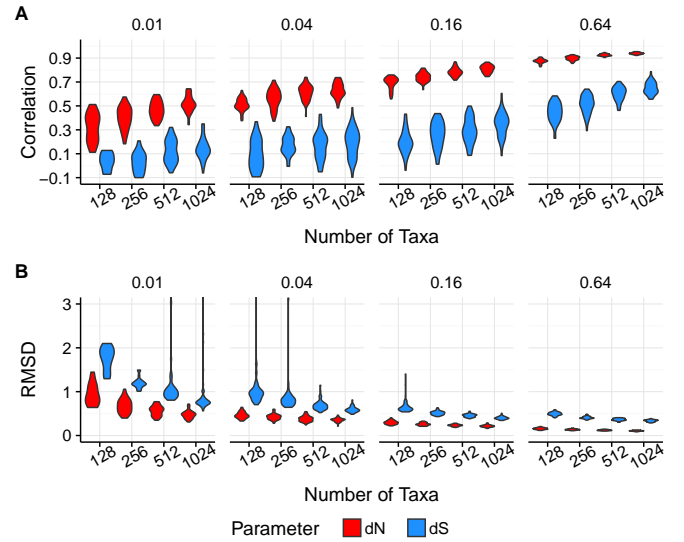 A
0.01 0.04 0.16 0.64
Correlation
0.9
0.7
0.5
0.3
0.1
−0.1
128 256 512 1024 128 256 512 1024 128 256 512 1024 128 256 512 1024
Number of Taxa
B
0.01 0.04 0.16 0.64
RMSD
3
2
1
0
128 256 512 1024 128 256 512 1024 128 256 512 1024 128 256 512 1024
Number of Taxa
Parameter dN dS